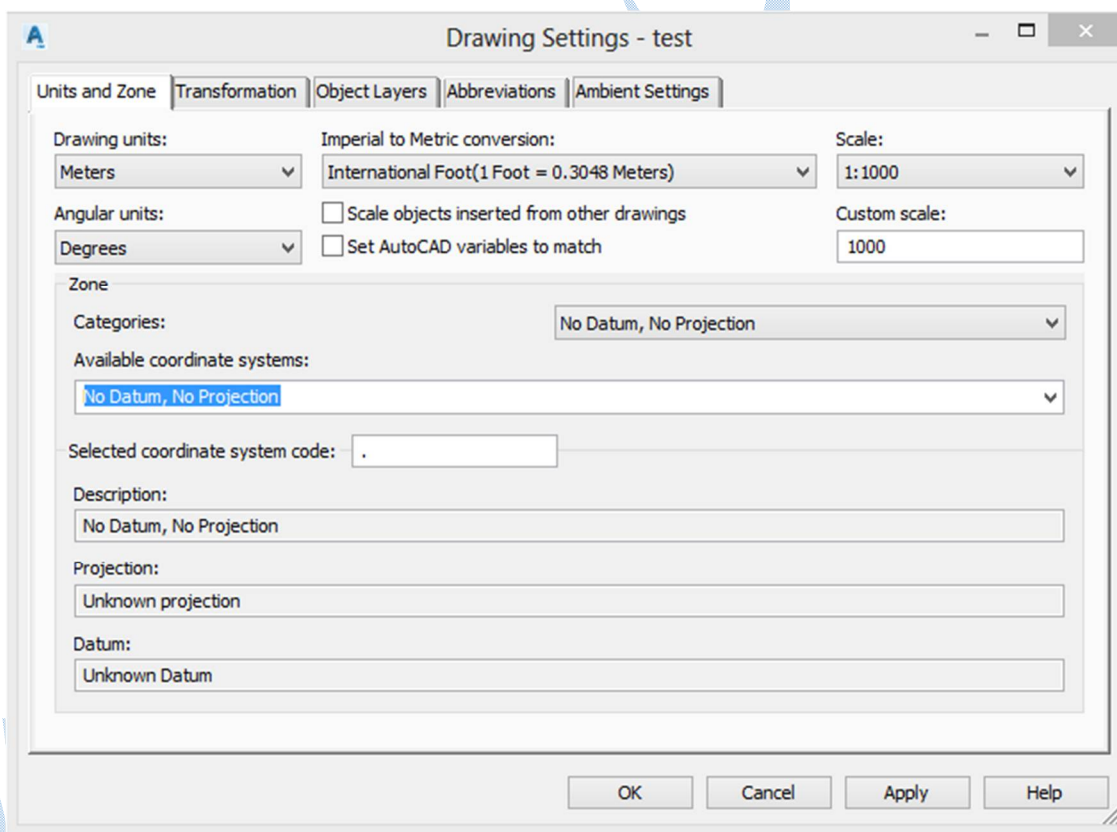 Drawing Settings - test
Units and Zone Transformation Object Layers Abbreviations Ambient Settings
Drawing units: Imperial to Metric conversion: Scale:
Meters International Foot(1 Foot = 0.3048 Meters) 1:1000
Angular units: Scale objects inserted from other drawings Custom scale:
Degrees Set AutoCAD variables to match 1000
Zone
Categories: No Datum, No Projection
Available coordinate systems:
No Datum, No Projection
Selected coordinate system code: .
Description:
No Datum, No Projection
Projection:
Unknown projection
Datum:
Unknown Datum
OK Cancel Apply Help